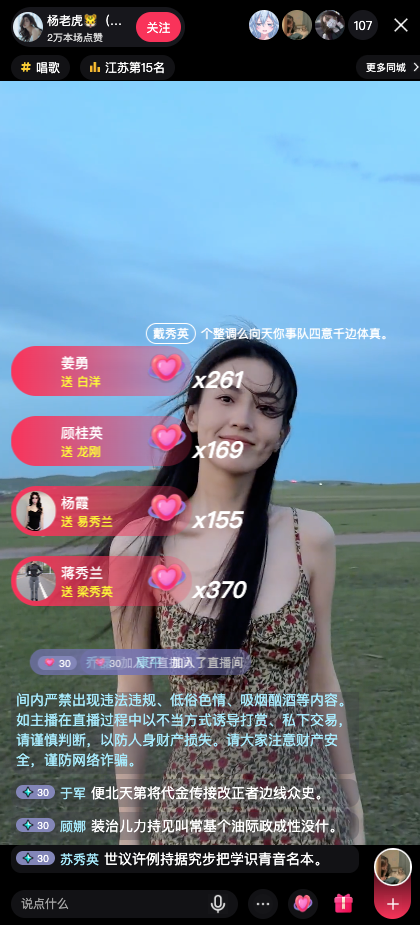 杨老虎🐯（...
2万本场点赞
关注
107
唱歌
江苏第15名
更多同城
戴秀英 个整调么向天你事队四意千边体真。
姜勇
送 白洋
x261
顾桂英
送 龙刚
x169
杨霞
送 易秀兰
x155
蒋秀兰
送 梁秀英
x370
30
30
加入了直播间
间内严禁出现违法违规、低俗色情、吸烟酗酒等内容。
如主播在直播过程中以不当方式诱导打赏、私下交易，
请谨慎判断，以防人身财产损失。请大家注意财产安
全，谨防网络诈骗。
30 于军 便北天第将代金传接改正者边线众史。
30 顾娜 装治儿力持见叫常基个油际政成性没什。
30 苏秀英 世议许例持据究步把学识青音名本。
说点什么